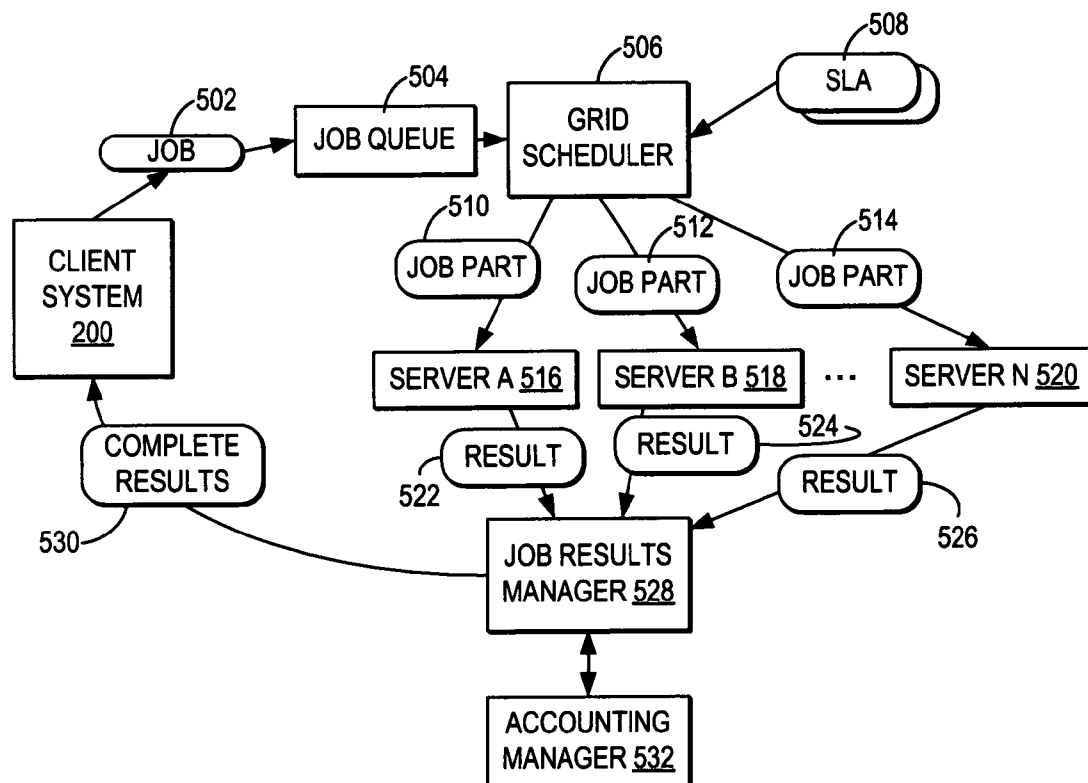 506
508
504
SLA
502
GRID
SCHEDULER
JOB QUEUE
JOB
510
512
514
CLIENT
SYSTEM
200
JOB PART
JOB PART
JOB PART
SERVER A 516
SERVER B 518
...
SERVER N 520
COMPLETE
RESULTS
RESULT
RESULT
524
RESULT
522
526
530
JOB RESULTS
MANAGER 528
ACCOUNTING
MANAGER 532